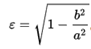 ε = √(1 − b²/a²),